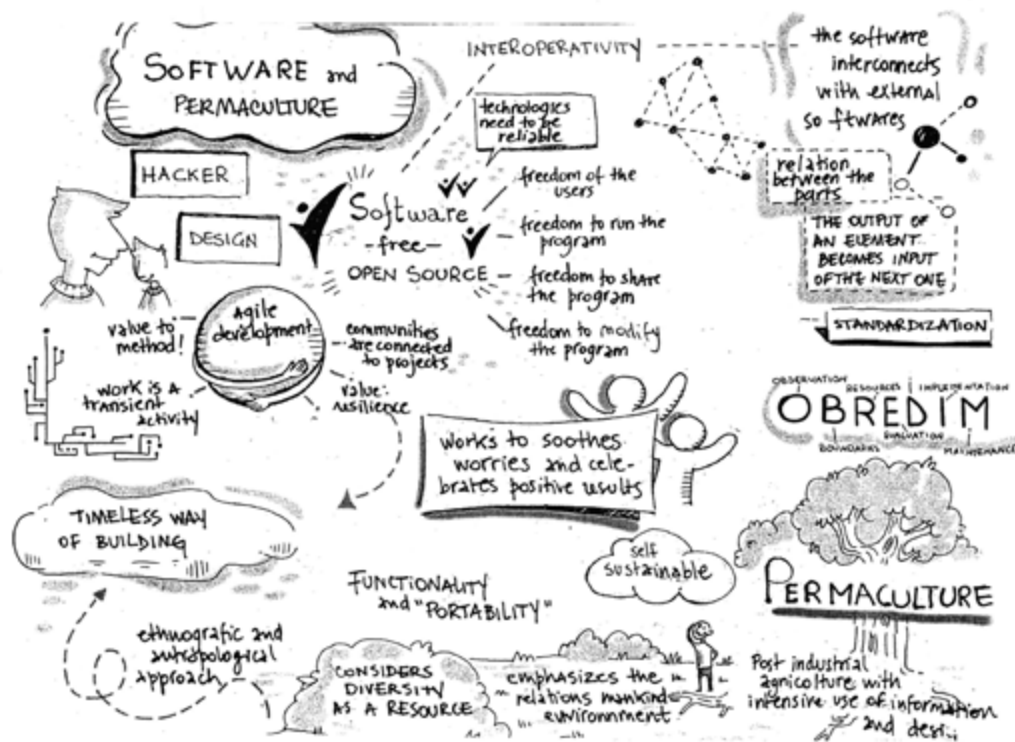 SOFTWARE and
PERMACULTURE
INTEROPERATIVITY
the software
interconnects
with external
so ftwares
technologies
need to be
reliable
HACKER
DESIGN
Software
-free-
OPEN SOURCE
freedom of the
users
freedom to run the
program
freedom to share
the program
freedom to modify
the program
relation
between the
parts
THE OUTPUT OF
AN ELEMENT
BECOMES INPUT
OF THE NEXT ONE
STANDARDIZATION
Agile
development
value to
method!
communities
are connected
to projects
work is a
transient
activity
value:
resilience
OBSERVATION
RESOURCES
IMPLEMENTATION
OBREDIM
EVALUATION
BOUNDARIES
MAINTENANCE
works to soothes
worries and cele-
brates positive results
TIMELESS WAY
OF BUILDING
self
sustainable
FUNCTIONALITY
and "PORTABILITY"
PERMACULTURE
ethnografic and
antropological
approach
CONSIDERS
DIVERSITY
AS A RESOURCE
emphasizes the
relations mankind-
environnment
Post industrial
agricolture with
intensive use of information
and